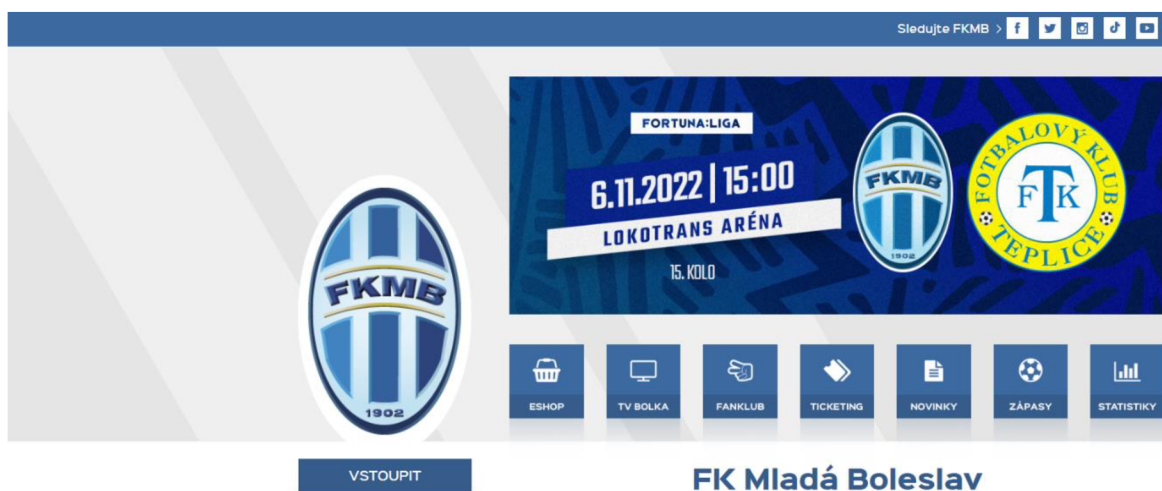 Sledujte FKMB >
FORTUNA:LIGA
6.11.2022 | 15:00
LOKOTRANS ARÉNA
15. KOLO
FKMB
1902
FOTBALOVÝ KLUB
FTK
TEPLICE
FKMB
1902
ESHOP
TV BOLKA
FANKLUB
TICKETING
NOVINKY
ZÁPASY
STATISTIKY
VSTOUPIT
FK Mladá Boleslav